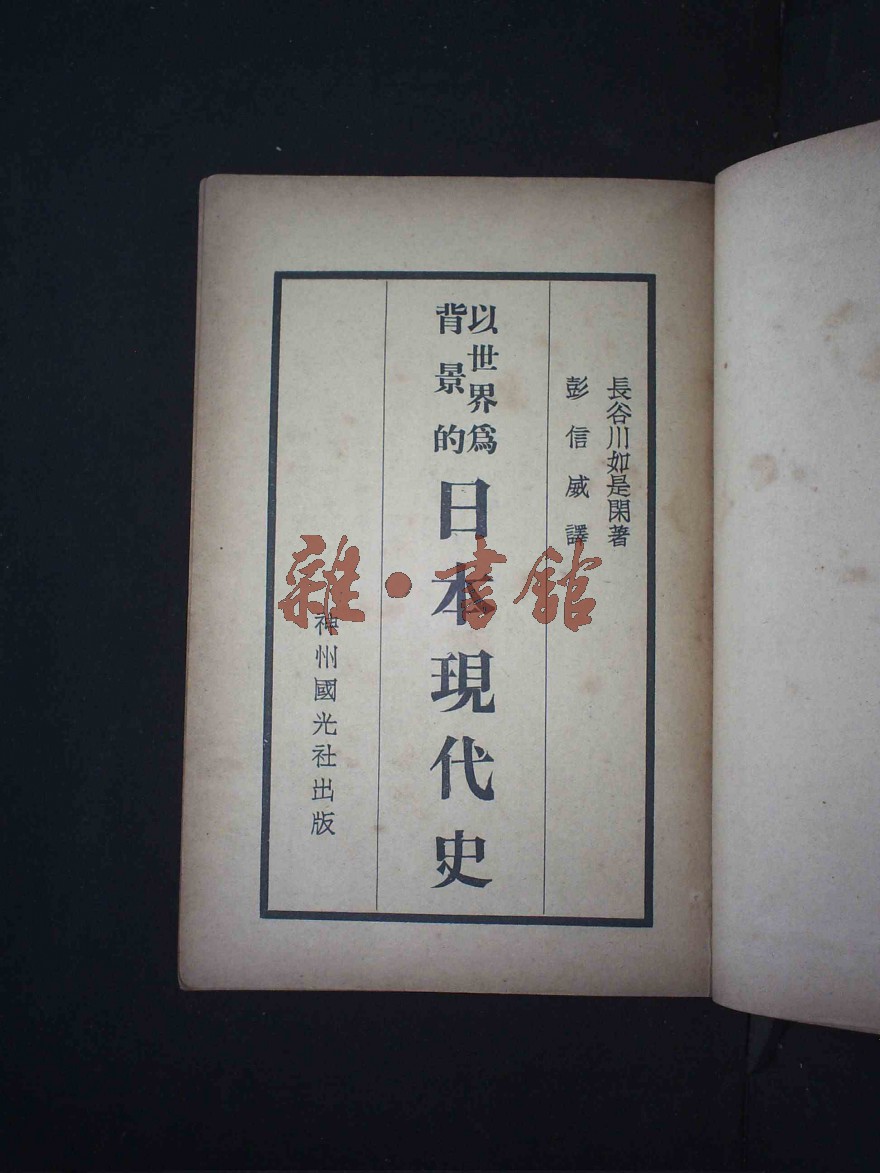 長谷川如是閑著
彭信威譯
以世界爲
背景的
日本現代史
神州國光社出版
雜·書館